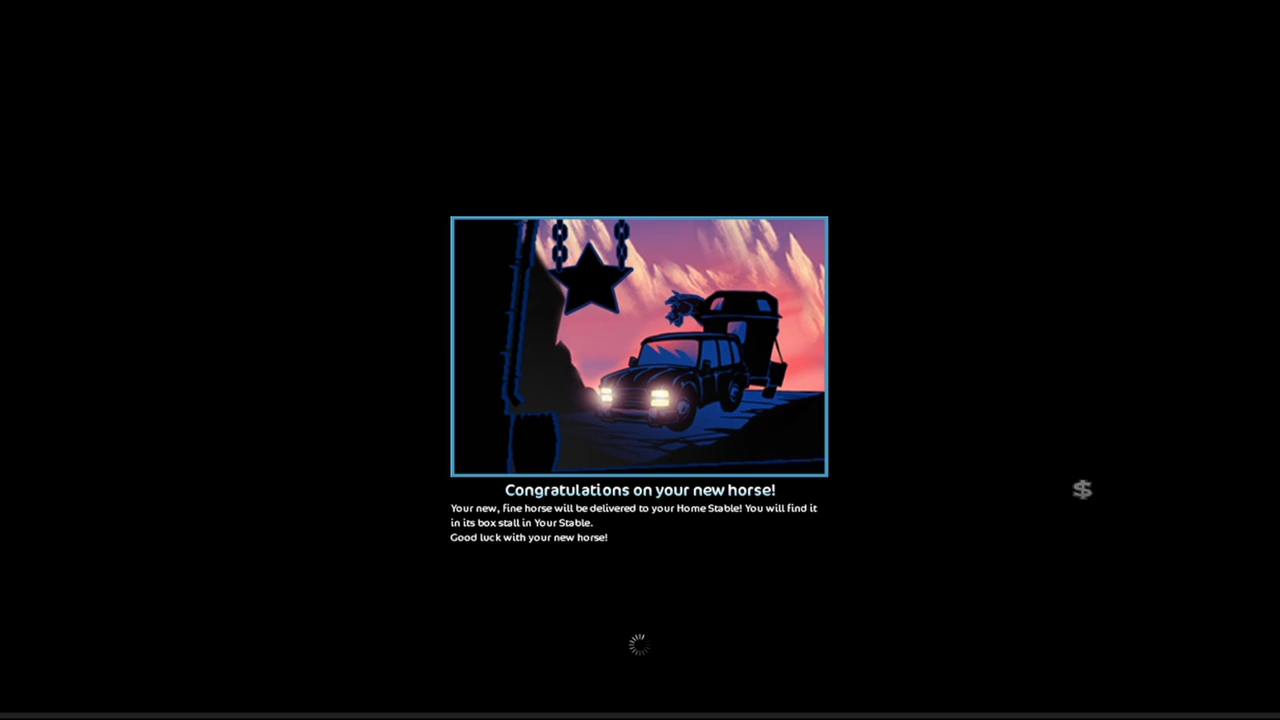 Congratulations on your new horse!
Your new, fine horse will be delivered to your Home Stable! You will find it
in its box stall in Your Stable.
Good luck with your new horse!
$